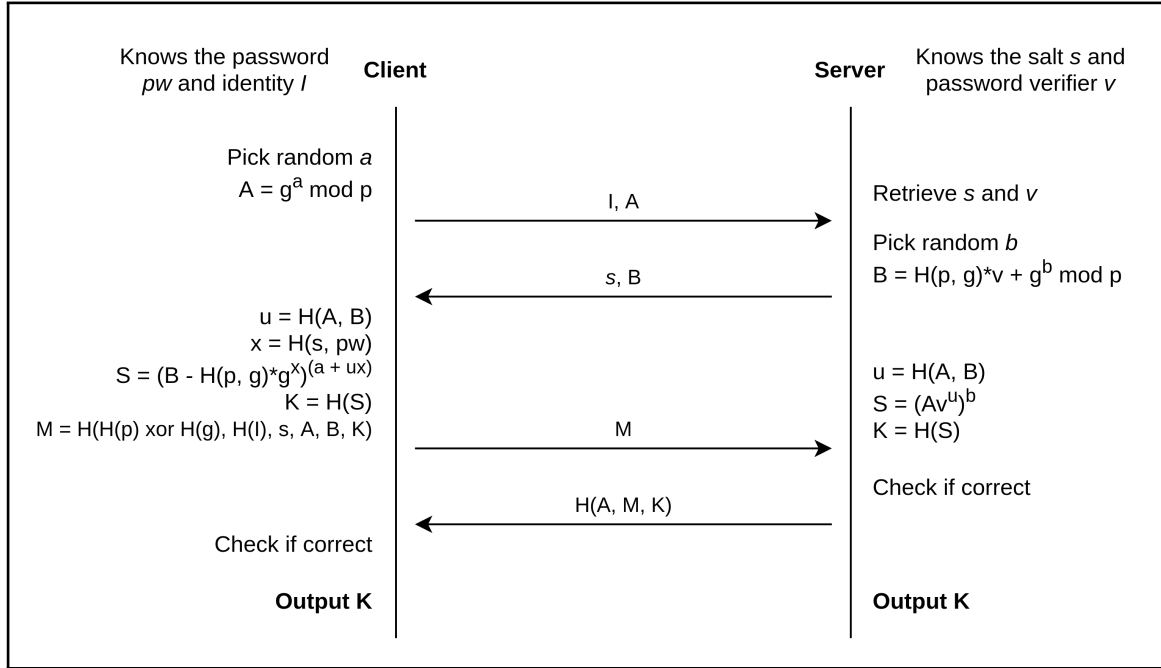 Knows the password
pw and identity I
Client
Server
Knows the salt s and
password verifier v
Pick random a
A = g^a mod p
I, A
Retrieve s and v
Pick random b
B = H(p, g)*v + g^b mod p
s, B
u = H(A, B)
x = H(s, pw)
S = (B - H(p, g)*g^x)^(a + ux)
K = H(S)
M = H(H(p) xor H(g), H(I), s, A, B, K)
u = H(A, B)
S = (Av^u)^b
K = H(S)
M
Check if correct
H(A, M, K)
Check if correct
Output K
Output K